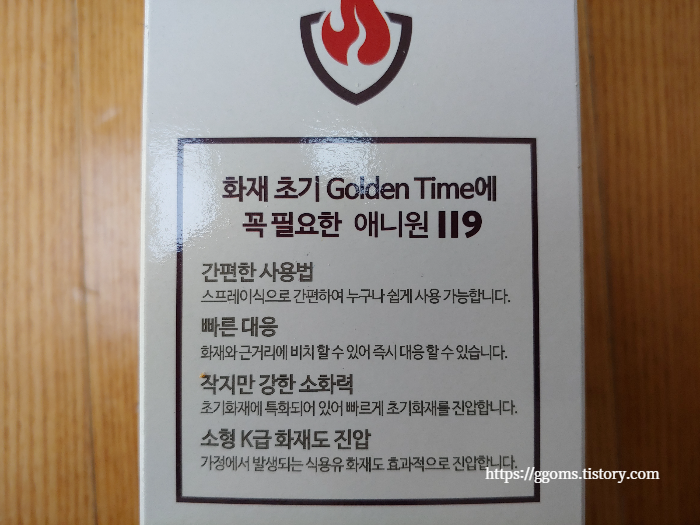 화재 초기 Golden Time에
꼭 필요한 애니원 119
간편한 사용법
스프레이식으로 간편하여 누구나 쉽게 사용 가능합니다.
빠른 대응
화재와 근거리에 비치 할 수 있어 즉시 대응 할 수 있습니다.
작지만 강한 소화력
초기화재에 특화되어 있어 빠르게 초기화재를 진압합니다.
소형 K급 화재도 진압
가정에서 발생되는 식용유 화재도 효과적으로 진압합니다.
https://ggoms.tistory.com